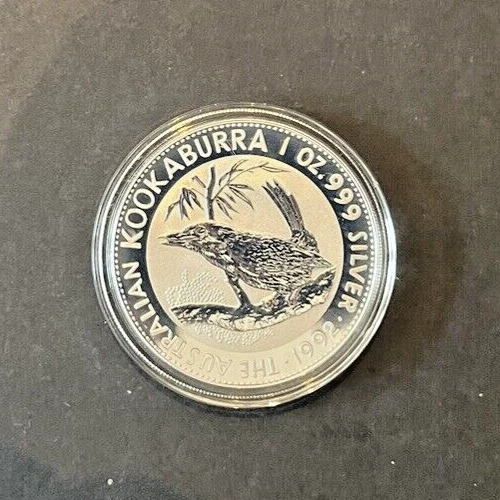 THE AUSTRALIAN KOOKABURRA 1 OZ. 999 SILVER · 1992 ·